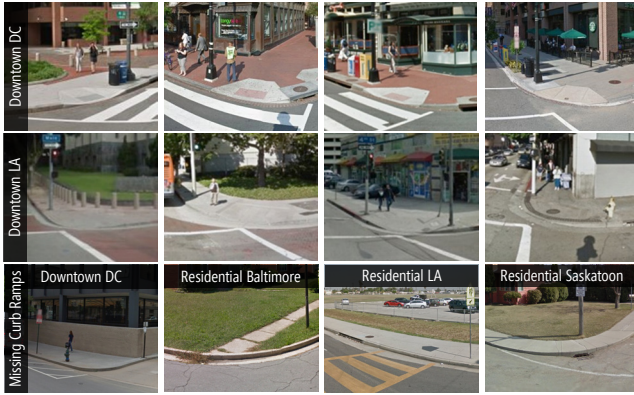 Downtown DC
Downtown LA
Missing Curb Ramps
Downtown DC
Residential Baltimore
Residential LA
Residential Saskatoon